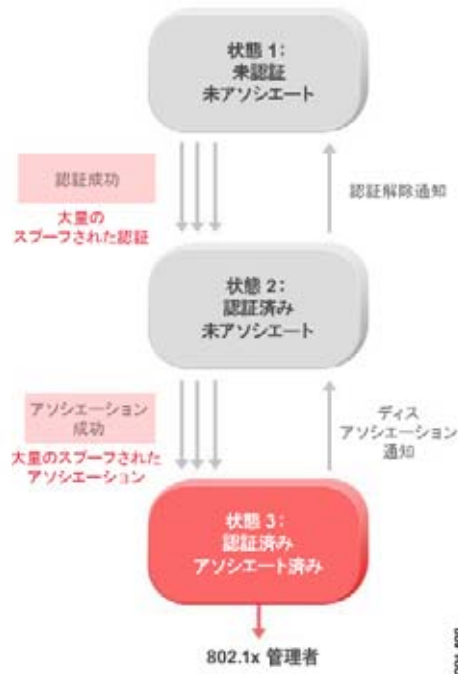 状態 1:
未認証
未アソシエート
認証成功
大量の
スプーフされた認証
認証解除通知
状態 2:
認証済み
未アソシエート
アソシエーション
成功
大量のスプーフされた
アソシエーション
ディス
アソシエーション
通知
状態 3:
認証済み
アソシエート済み
802.1x 管理者